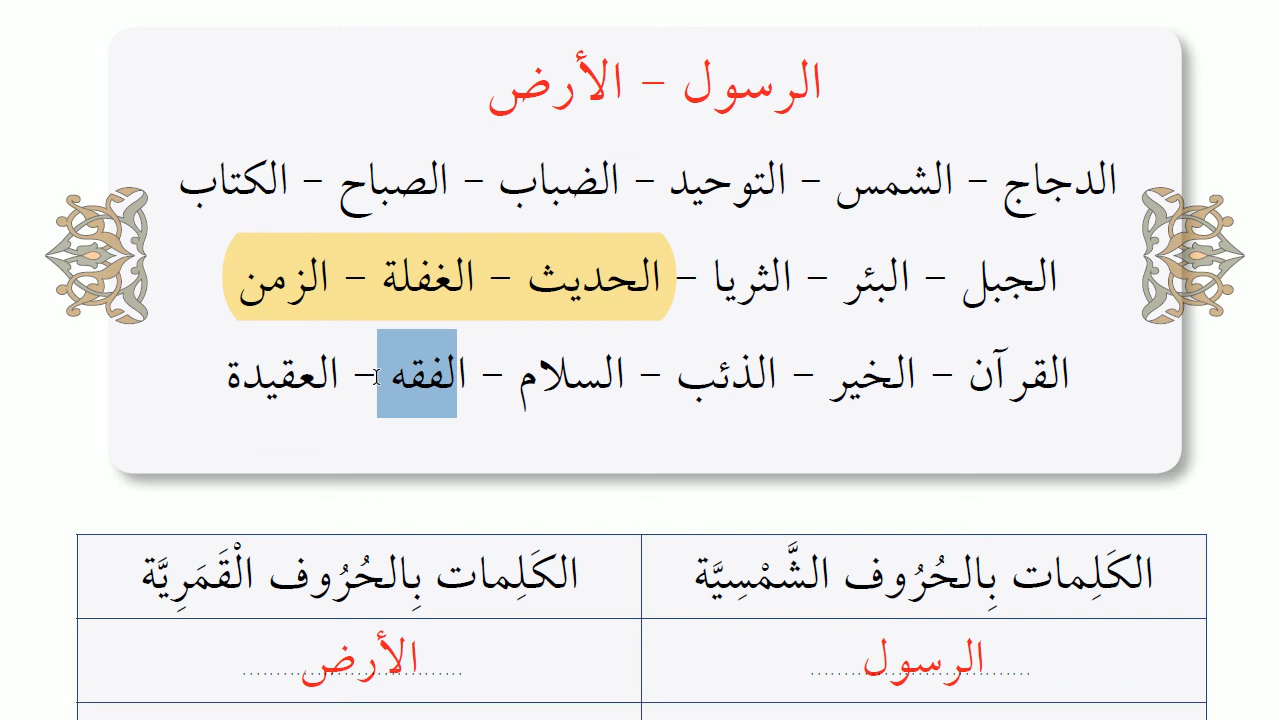 الرسول – الأرض
الدجاج – الشمس – التوحيد – الضباب – الصباح – الكتاب
الجبل – البئر – الثريا – الحديث – الغفلة – الزمن
القرآن – الخير – الذئب – السلام – الفقه – العقيدة
الكَلِمات بِالحُرُوف الشَّمْسِيَّة
الكَلِمات بِالحُرُوف الْقَمَرِيَّة
الرسول
الأرض